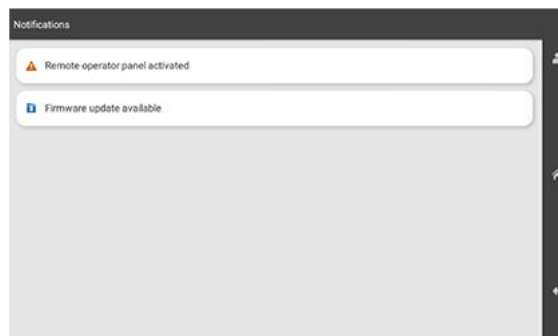 Notifications
Remote operator panel activated
Firmware update available